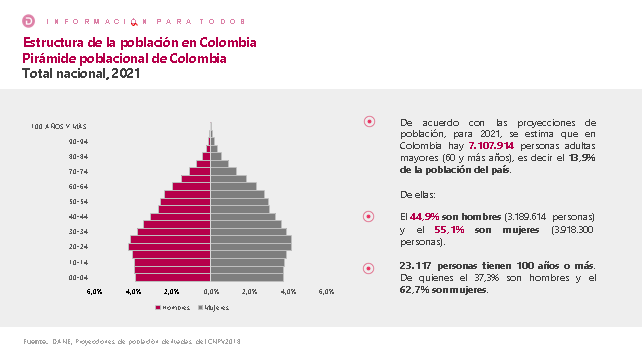 INFORMACIÓN PARA TODOS
Estructura de la población en Colombia
Pirámide poblacional de Colombia
Total nacional, 2021
100 AÑOS Y MÁS
90-94
80-84
70-74
60-64
50-54
40-44
30-34
20-24
10-14
00-04
6,0% 4,0% 2,0% 0,0% 2,0% 4,0% 6,0%
Hombres Mujeres
De acuerdo con las proyecciones de
población, para 2021, se estima que en
Colombia hay 7.107.914 personas adultas
mayores (60 y más años), es decir el 13,9%
de la población del país.
De ellas:
El 44,9% son hombres (3.189.614 personas)
y el 55,1% son mujeres (3.918.300
personas).
23.117 personas tienen 100 años o más.
De quienes el 37,3% son hombres y el
62,7% son mujeres.
Fuente: DANE, Proyecciones de población derivadas del CNPV2018